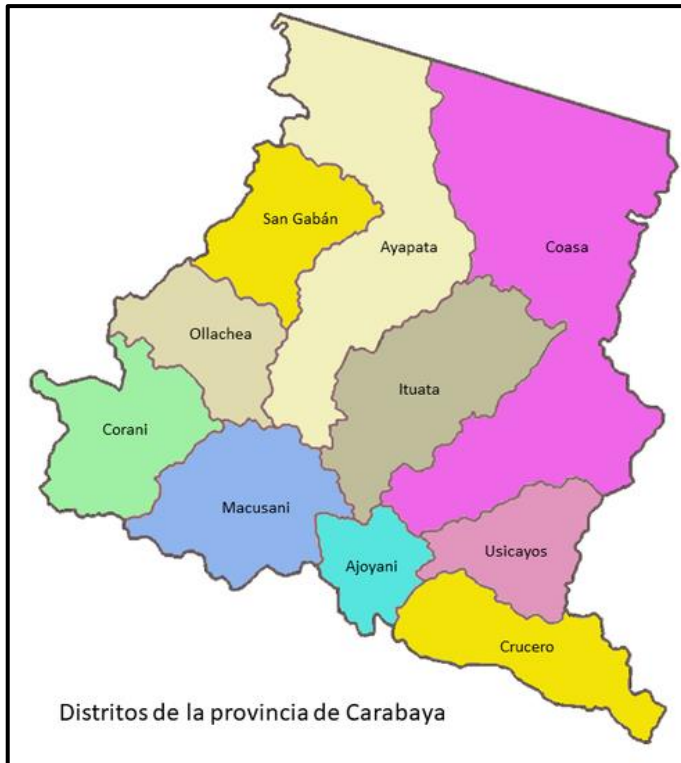 San Gabán
Ayapata
Coasa
Ollachea
Ituata
Corani
Macusani
Usicayos
Ajoyani
Crucero
Distritos de la provincia de Carabaya